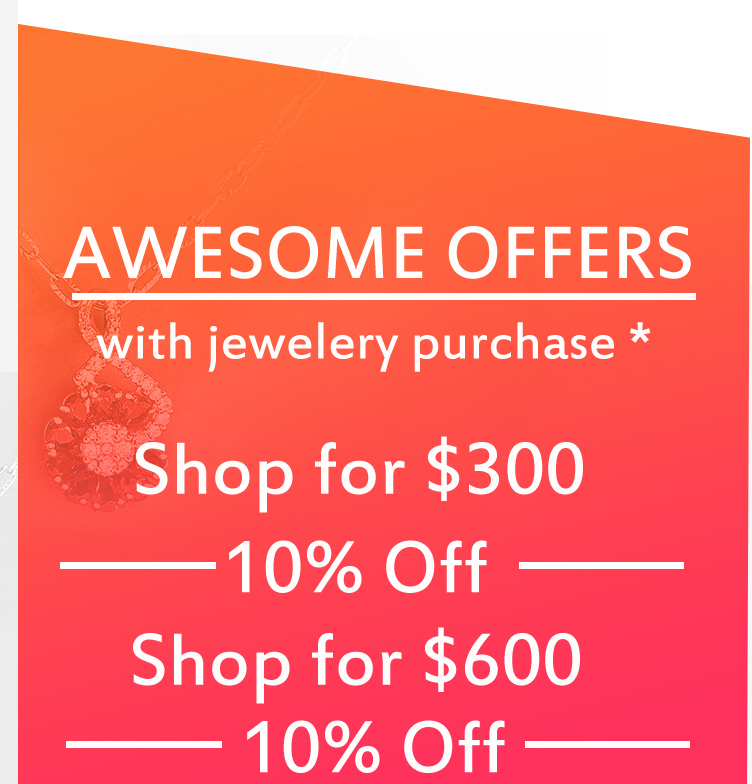 AWESOME OFFERS
with jewelery purchase *
Shop for $300
10% Off
Shop for $600
10% Off